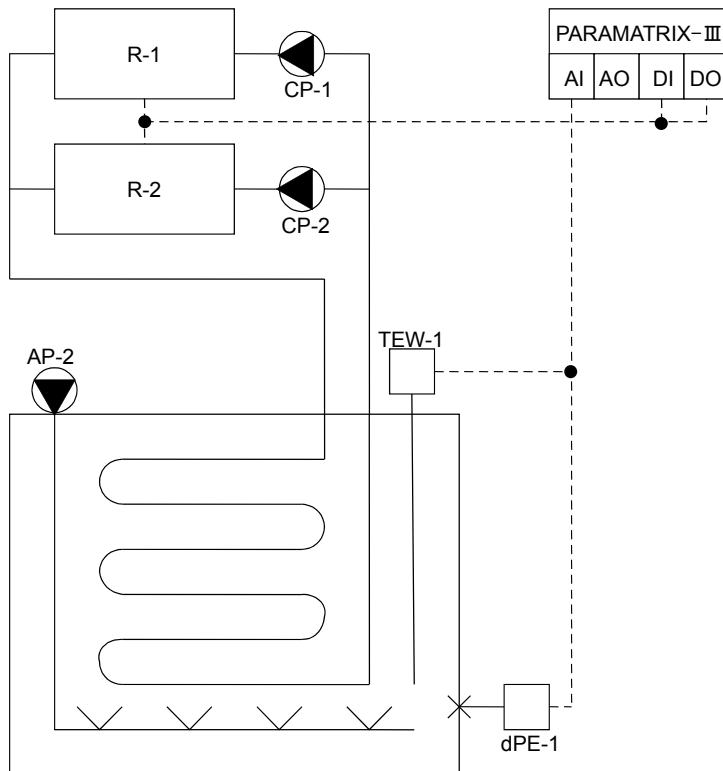 R-1
CP-1
PARAMATRIX-Ⅲ
AI AO DI DO
R-2
CP-2
TEW-1
AP-2
dPE-1